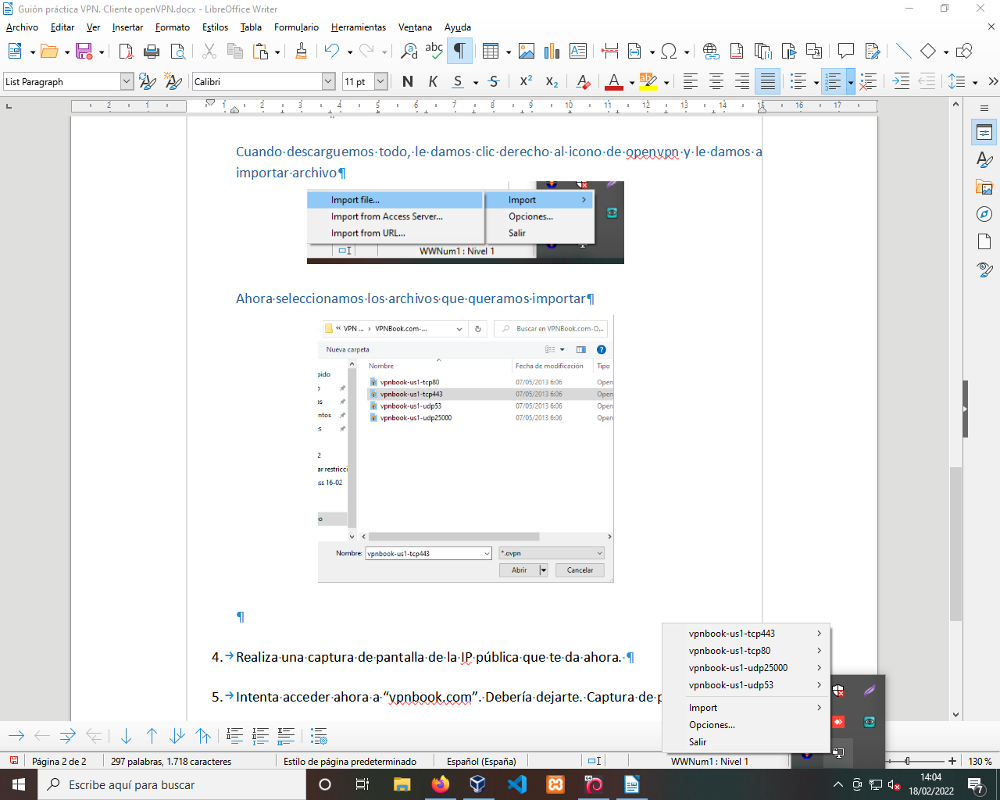 Guión práctica VPN. Cliente openVPN.docx - LibreOffice Writer
Archivo Editar Ver Insertar Formato Estilos Tabla Formulario Herramientas Ventana Ayuda
List Paragraph Calibri 11 pt N K S S X² X₂
2 1 1 2 3 4 5 6 7 8 9 10 11 12 13 14 15 16 17
Cuando descarguemos todo, le damos clic derecho al icono de openvpn y le damos a
importar archivo¶
Import file... Import
Import from Access Server... Opciones...
Import from URL... Salir
WWNum1 : Nivel 1
Ahora seleccionamos los archivos que queramos importar¶
« VPN ... › VPNBook.com-... Buscar en VPNBook.com-O...
Nueva carpeta
Nombre Fecha de modificación Tipo
pido
vpnbook-us1-tcp80 07/05/2013 6:06 Open
vpnbook-us1-tcp443 07/05/2013 6:06 Open
vpnbook-us1-udp53 07/05/2013 6:06 Open
vpnbook-us1-udp25000 07/05/2013 6:06 Open
o
as
ntos
s
2
ar restricci
ss 16-02
o
Nombre: vpnbook-us1-tcp443 *.ovpn
Abrir Cancelar
¶
4. Realiza una captura de pantalla de la IP pública que te da ahora. ¶
5. Intenta acceder ahora a “vpnbook.com”. Debería dejarte. Captura de p
vpnbook-us1-tcp443
vpnbook-us1-tcp80
vpnbook-us1-udp25000
vpnbook-us1-udp53
Import
Opciones...
Salir
Página 2 de 2 297 palabras, 1.718 caracteres Estilo de página predeterminado Español (España) WWNum1 : Nivel 1 130 %
Escribe aquí para buscar
14:04
18/02/2022
7